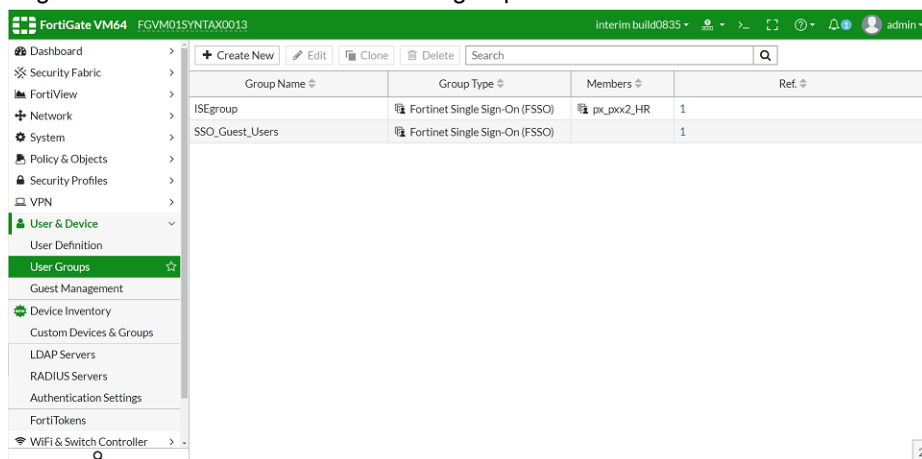 FortiGate VM64 FGVM01SYNTAX0013 interim build0835 >_ admin
Dashboard
Security Fabric
FortiView
Network
System
Policy & Objects
Security Profiles
VPN
User & Device
User Definition
User Groups
Guest Management
Device Inventory
Custom Devices & Groups
LDAP Servers
RADIUS Servers
Authentication Settings
FortiTokens
WiFi & Switch Controller
+ Create New Edit Clone Delete Search
Group Name Group Type Members Ref.
ISEgroup Fortinet Single Sign-On (FSSO) px_pxx2_HR 1
SSO_Guest_Users Fortinet Single Sign-On (FSSO) 1